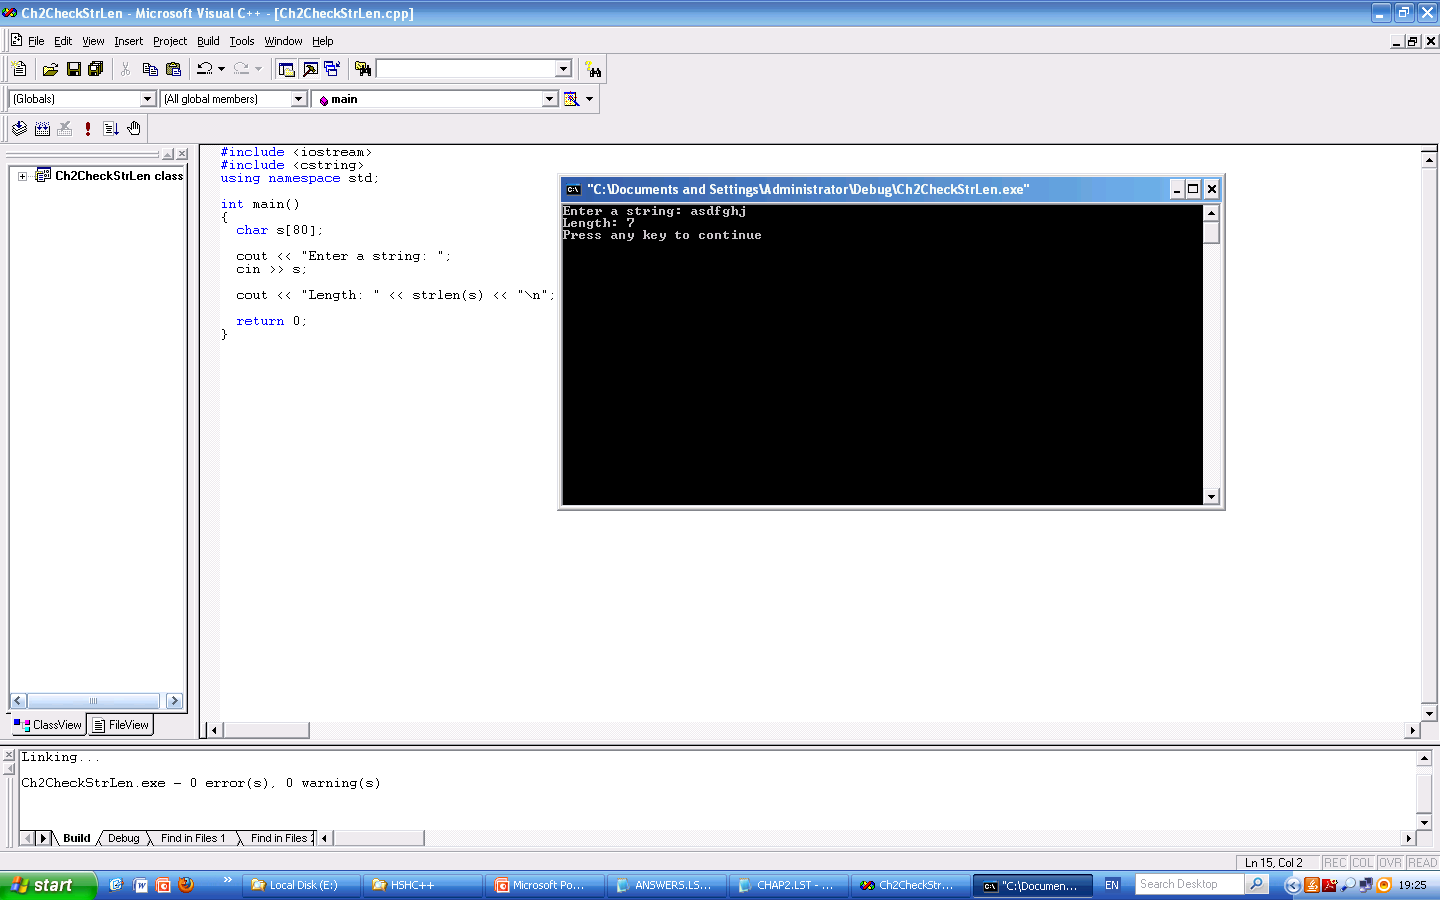 Ch2CheckStrLen - Microsoft Visual C++ - [Ch2CheckStrLen.cpp]
File Edit View Insert Project Build Tools Window Help
(Globals) (All global members) main
Ch2CheckStrLen class
#include <iostream>
#include <cstring>
using namespace std;
int main()
{
char s[80];
cout << "Enter a string: ";
cin >> s;
cout << "Length: " << strlen(s) << "\n";
return 0;
}
"C:\Documents and Settings\Administrator\Debug\Ch2CheckStrLen.exe"
Enter a string: asdfghj
Length: 7
Press any key to continue
ClassView FileView
Linking...
Ch2CheckStrLen.exe - 0 error(s), 0 warning(s)
Build Debug Find in Files 1 Find in Files 2
Ln 15, Col 2 REC COL OVR READ
start Local Disk (E:) HSHC++ Microsoft Po... ANSWERS.LS... CHAP2.LST - ... Ch2CheckStr... "C:\Documen... EN Search Desktop 19:25